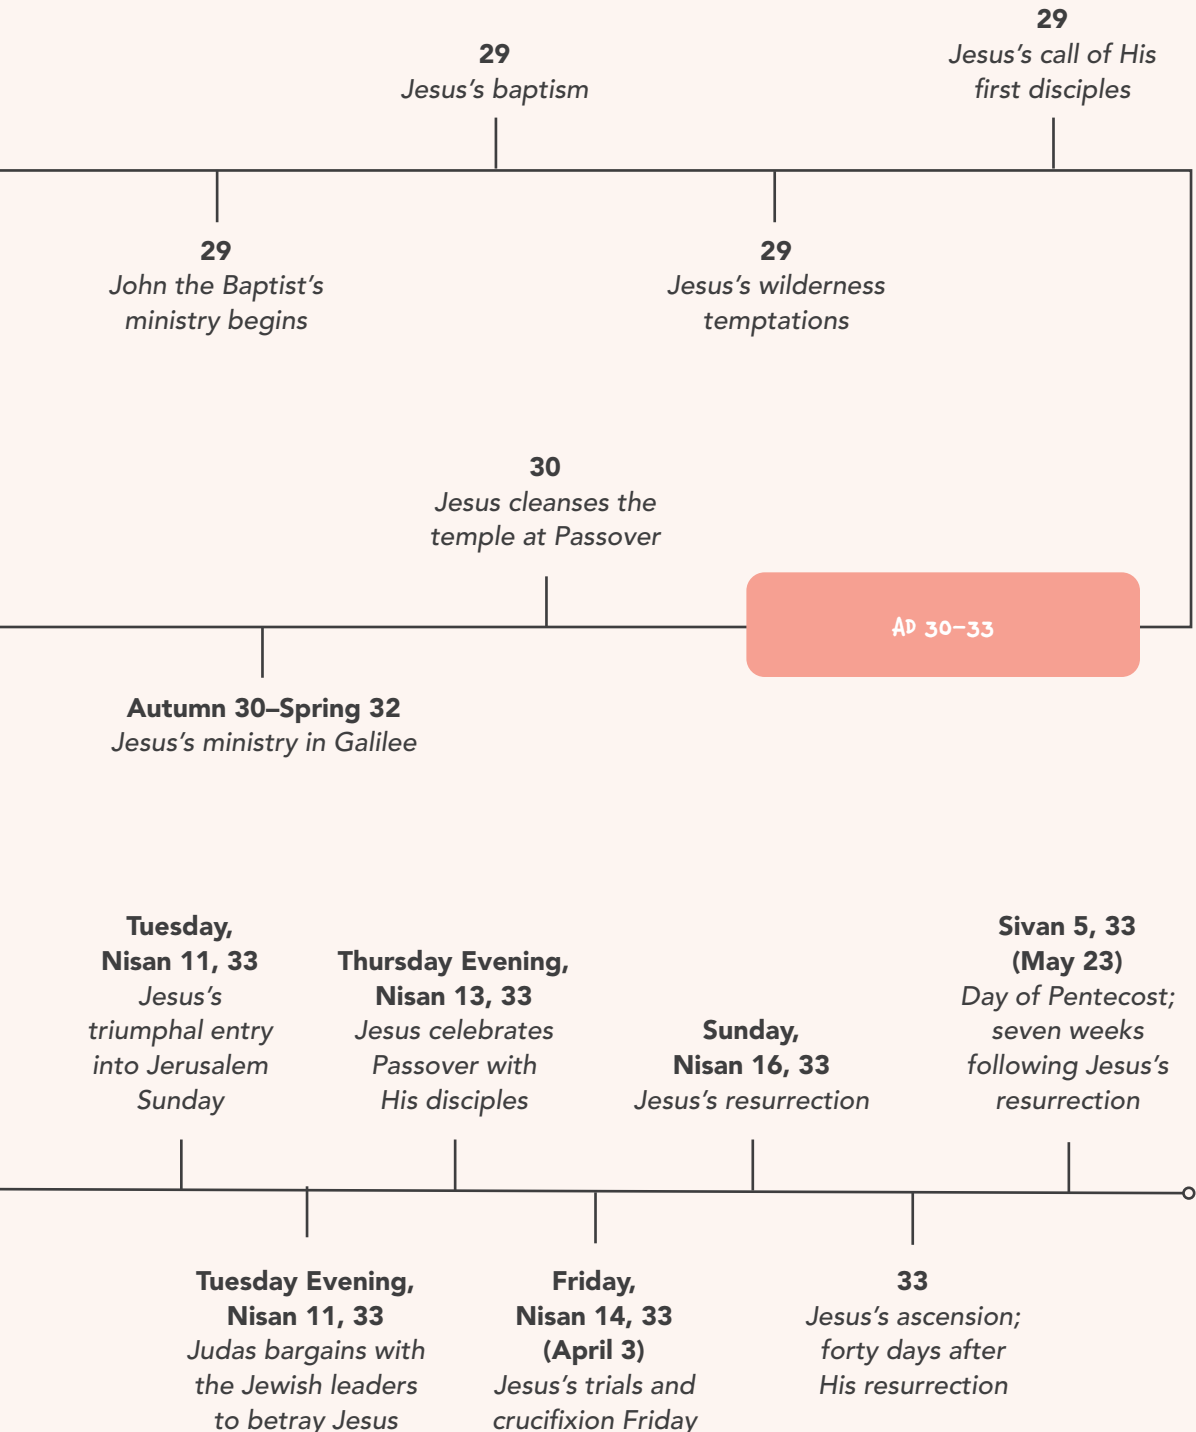 29
Jesus’s baptism
29
Jesus’s call of His
first disciples
29
John the Baptist’s
ministry begins
29
Jesus’s wilderness
temptations
30
Jesus cleanses the
temple at Passover
AD 30–33
Autumn 30–Spring 32
Jesus’s ministry in Galilee
Tuesday,
Nisan 11, 33
Jesus’s
triumphal entry
into Jerusalem
Sunday
Thursday Evening,
Nisan 13, 33
Jesus celebrates
Passover with
His disciples
Sunday,
Nisan 16, 33
Jesus’s resurrection
Sivan 5, 33
(May 23)
Day of Pentecost;
seven weeks
following Jesus’s
resurrection
Tuesday Evening,
Nisan 11, 33
Judas bargains with
the Jewish leaders
to betray Jesus
Friday,
Nisan 14, 33
(April 3)
Jesus’s trials and
crucifixion Friday
33
Jesus’s ascension;
forty days after
His resurrection